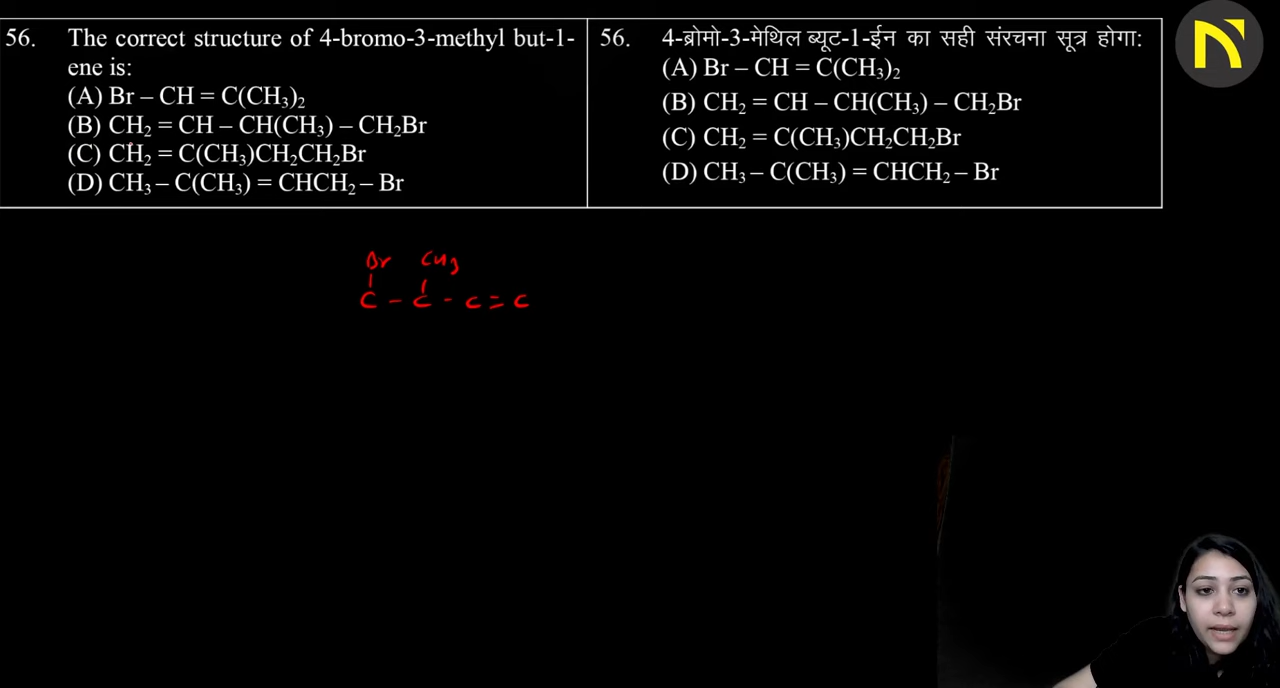 56. The correct structure of 4-bromo-3-methyl but-1-
ene is:
(A) Br – CH = C(CH₃)₂
(B) CH₂ = CH – CH(CH₃) – CH₂Br
(C) CH₂ = C(CH₃)CH₂CH₂Br
(D) CH₃ – C(CH₃) = CHCH₂ – Br
56. 4-ब्रोमो-3-मेथिल ब्यूट-1-ईन का सही संरचना सूत्र होगा:
(A) Br – CH = C(CH₃)₂
(B) CH₂ = CH – CH(CH₃) – CH₂Br
(C) CH₂ = C(CH₃)CH₂CH₂Br
(D) CH₃ – C(CH₃) = CHCH₂ – Br
Br CH₃
C - C - C = C